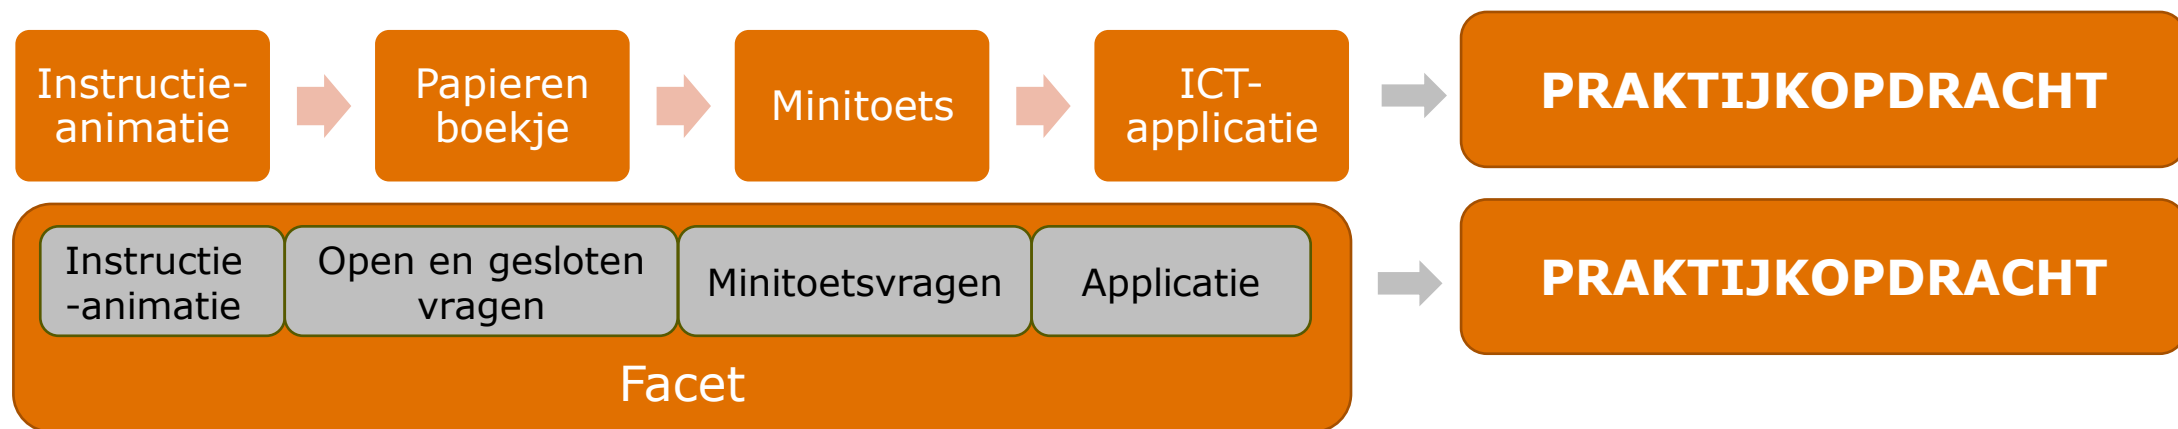 Instructie-
animatie
Papieren
boekje
Minitoets
ICT-
applicatie
PRAKTIJKOPDRACHT
Instructie
-animatie
Open en gesloten
vragen
Minitoetsvragen
Applicatie
Facet
PRAKTIJKOPDRACHT